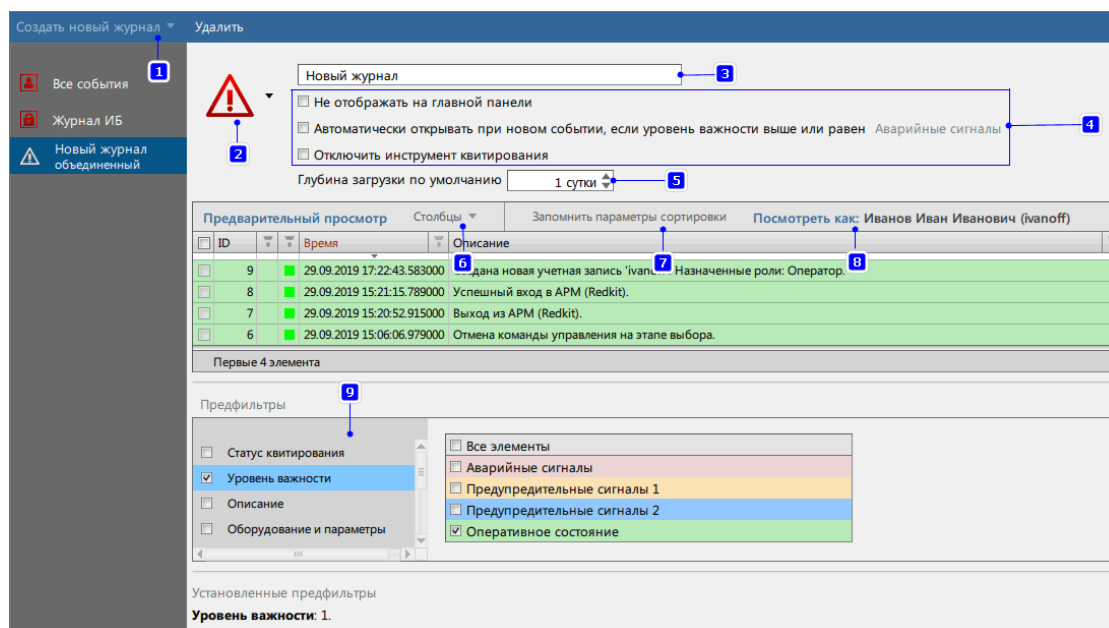 Создать новый журнал Удалить
1
Все события
Журнал ИБ
Новый журнал
объединенный
2
Новый журнал 3
Не отображать на главной панели
Автоматически открывать при новом событии, если уровень важности выше или равен Аварийные сигналы 4
Отключить инструмент квитирования
Глубина загрузки по умолчанию 1 сутки 5
Предварительный просмотр Столбцы Запомнить параметры сортировки Посмотреть как: Иванов Иван Иванович (ivanoff)
ID Время Описание
6 7 8
9 29.09.2019 17:22:43.583000 новая учетная запись Назначенные роли: Оператор.
8 29.09.2019 15:21:15.789000 Успешный вход в АРМ (Redkit).
7 29.09.2019 15:20:52.915000 Выход из АРМ (Redkit).
6 29.09.2019 15:06:06.979000 Отмена команды управления на этапе выбора.
Первые 4 элемента
9
Предфильтры
Статус квитирования
Уровень важности
Описание
Оборудование и параметры
Все элементы
Аварийные сигналы
Предупредительные сигналы 1
Предупредительные сигналы 2
Оперативное состояние
Установленные предфильтры
Уровень важности: 1.